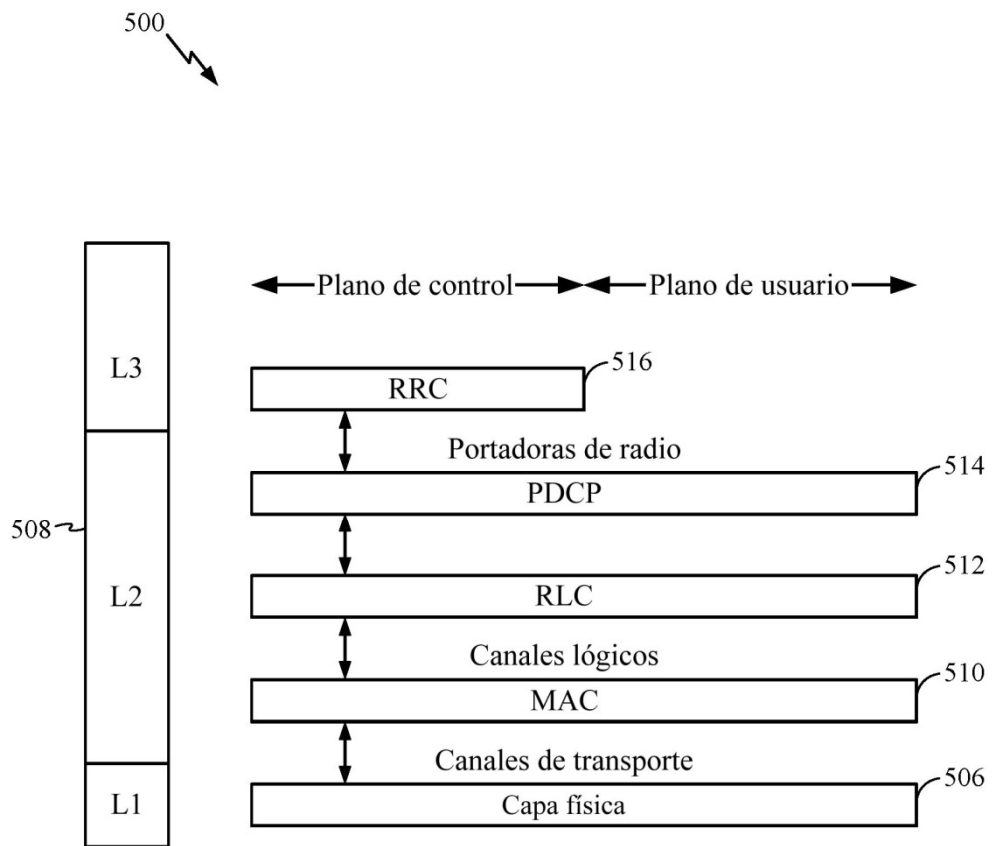 500
Plano de control
Plano de usuario
L3
RRC
516
Portadoras de radio
PDCP
514
508
L2
RLC
512
Canales lógicos
MAC
510
Canales de transporte
L1
Capa física
506